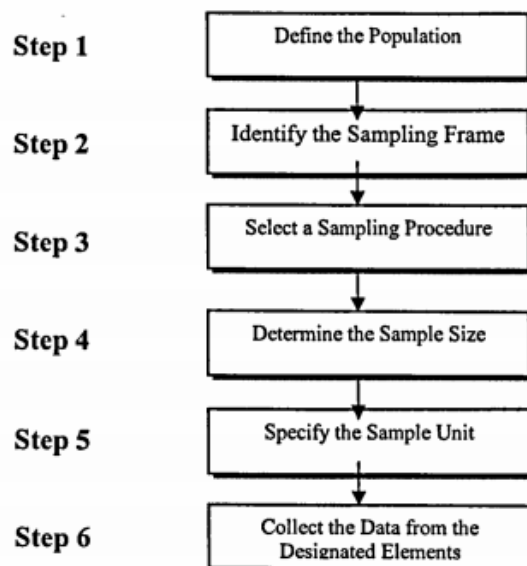 Step 1
Define the Population
Step 2
Identify the Sampling Frame
Step 3
Select a Sampling Procedure
Step 4
Determine the Sample Size
Step 5
Specify the Sample Unit
Step 6
Collect the Data from the
Designated Elements